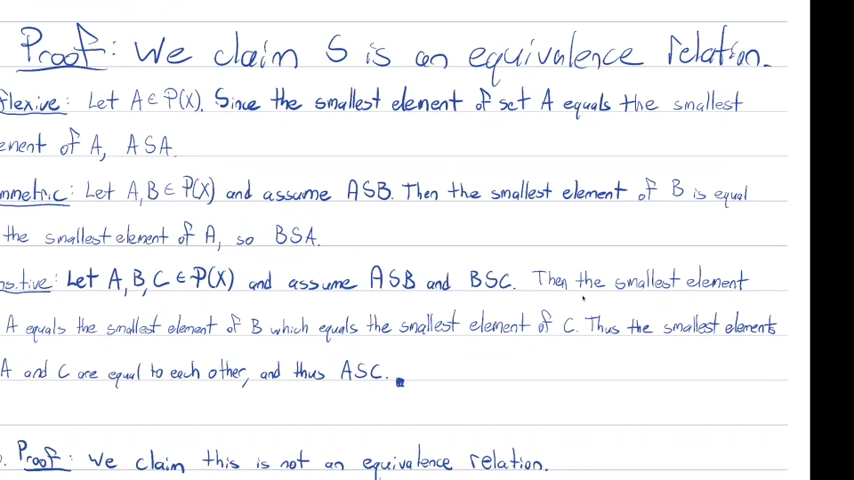 Proof: We claim S is an equivalence relation.
flexive: Let A ∈ P(X). Since the smallest element of set A equals the smallest
ement of A, ASA.
mmetric: Let A, B ∈ P(X) and assume ASB. Then the smallest element of B is equal
the smallest element of A, so BSA.
nsitive: Let A, B, C ∈ P(X) and assume ASB and BSC. Then the smallest element
A equals the smallest element of B which equals the smallest element of C. Thus the smallest elements
A and C are equal to each other, and thus ASC.
. Proof: We claim this is not an equivalence relation.